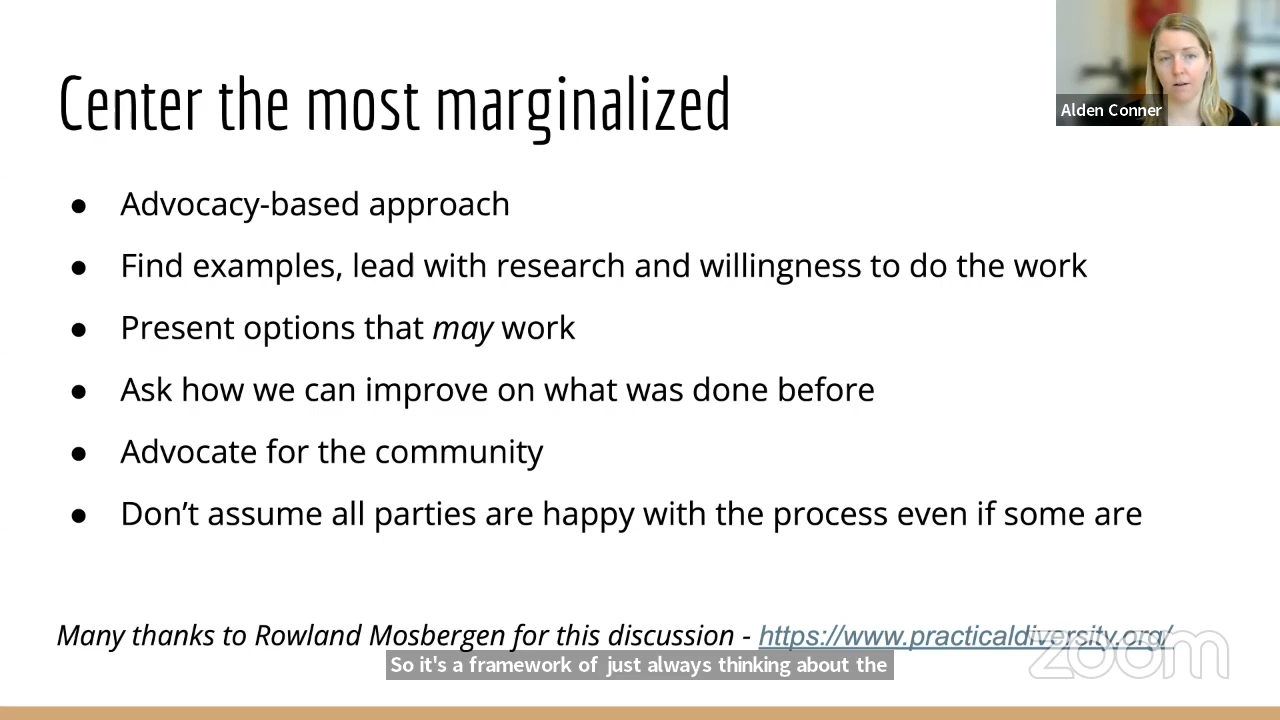 Center the most marginalized
Alden Conner
● Advocacy-based approach
● Find examples, lead with research and willingness to do the work
● Present options that may work
● Ask how we can improve on what was done before
● Advocate for the community
● Don’t assume all parties are happy with the process even if some are
Many thanks to Rowland Mosbergen for this discussion - https://www.practicaldiversity.org/
zoom
So it's a framework of just always thinking about the